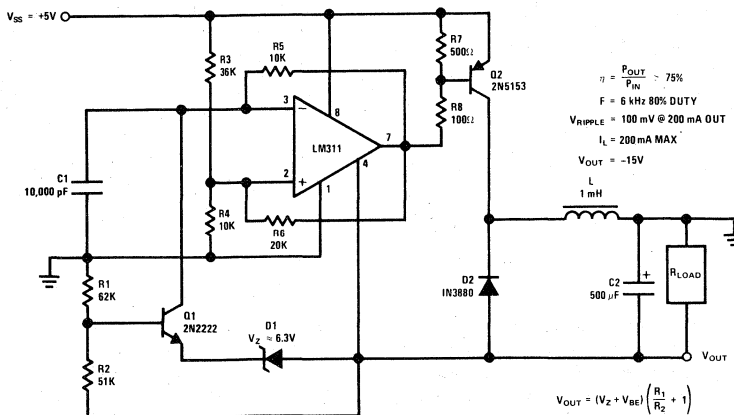 V_SS = +5V
R3
36K
R5
10K
R7
500Ω
Q2
2N5153
R8
100Ω
3
−
8
LM311
7
2
+
4
1
C1
10,000 pF
R4
10K
R6
20K
R1
62K
Q1
2N2222
D1
V_Z ≈ 6.3V
R2
51K
D2
IN3880
L
1 mH
C2
500 μF
+
R_LOAD
V_OUT
η = P_OUT / P_IN ~ 75%
F = 6 kHz 80% DUTY
V_RIPPLE = 100 mV @ 200 mA OUT
I_L = 200 mA MAX
V_OUT = −15V
V_OUT = (V_Z + V_BE) (R_1 / R_2 + 1)